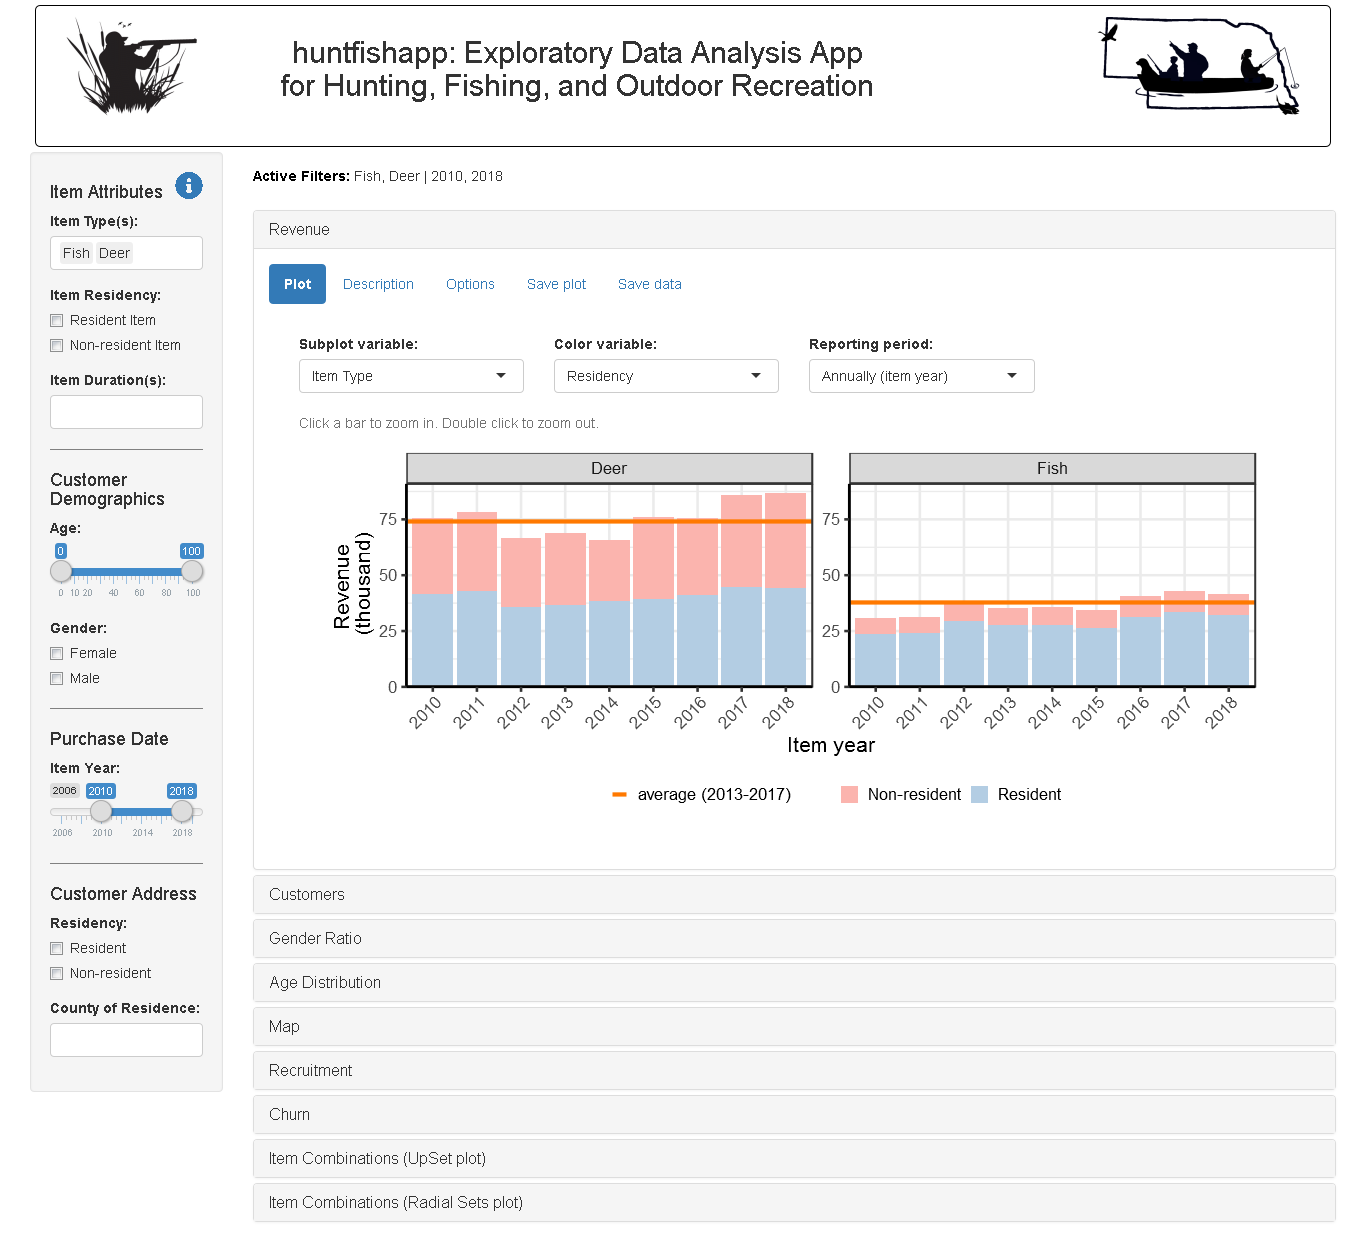 huntfishapp: Exploratory Data Analysis App
for Hunting, Fishing, and Outdoor Recreation
Item Attributes
Item Type(s):
Fish Deer
Item Residency:
Resident Item
Non-resident Item
Item Duration(s):
Customer
Demographics
Age:
0 100
0 10 20 40 60 80 100
Gender:
Female
Male
Purchase Date
Item Year:
2006 2010 2018
2006 2010 2014 2018
Customer Address
Residency:
Resident
Non-resident
County of Residence:
Active Filters: Fish, Deer | 2010, 2018
Revenue
Plot Description Options Save plot Save data
Subplot variable: Color variable: Reporting period:
Item Type Residency Annually (item year)
Click a bar to zoom in. Double click to zoom out.
Deer Fish
Revenue
(thousand)
75 75
50 50
25 25
0 0
2010 2011 2012 2013 2014 2015 2016 2017 2018 2010 2011 2012 2013 2014 2015 2016 2017 2018
Item year
average (2013-2017) Non-resident Resident
Customers
Gender Ratio
Age Distribution
Map
Recruitment
Churn
Item Combinations (UpSet plot)
Item Combinations (Radial Sets plot)